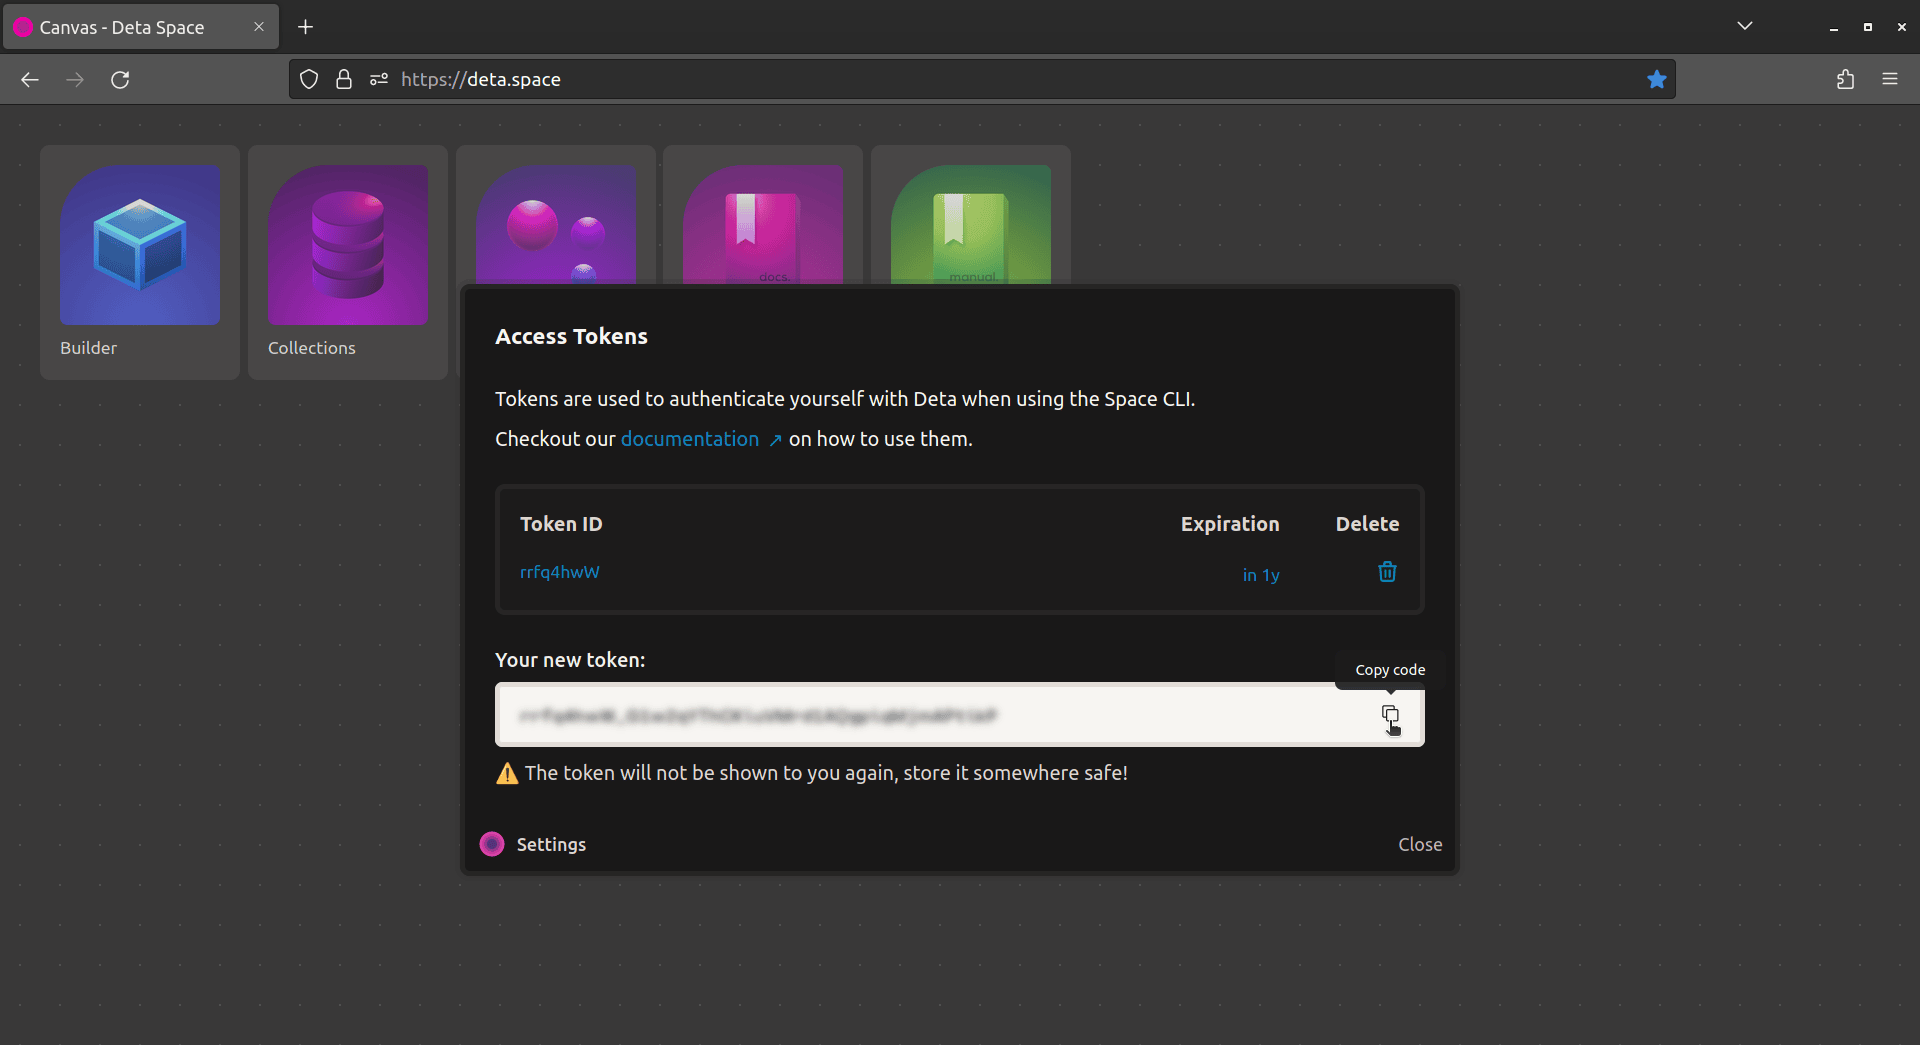 Canvas - Deta Space
https://deta.space
docs.
manual.
Builder
Collections
Access Tokens
Tokens are used to authenticate yourself with Deta when using the Space CLI.
Checkout our documentation ↗ on how to use them.
Token ID Expiration Delete
rrfq4hwW in 1y
Your new token:
Copy code
⚠️ The token will not be shown to you again, store it somewhere safe!
Settings Close